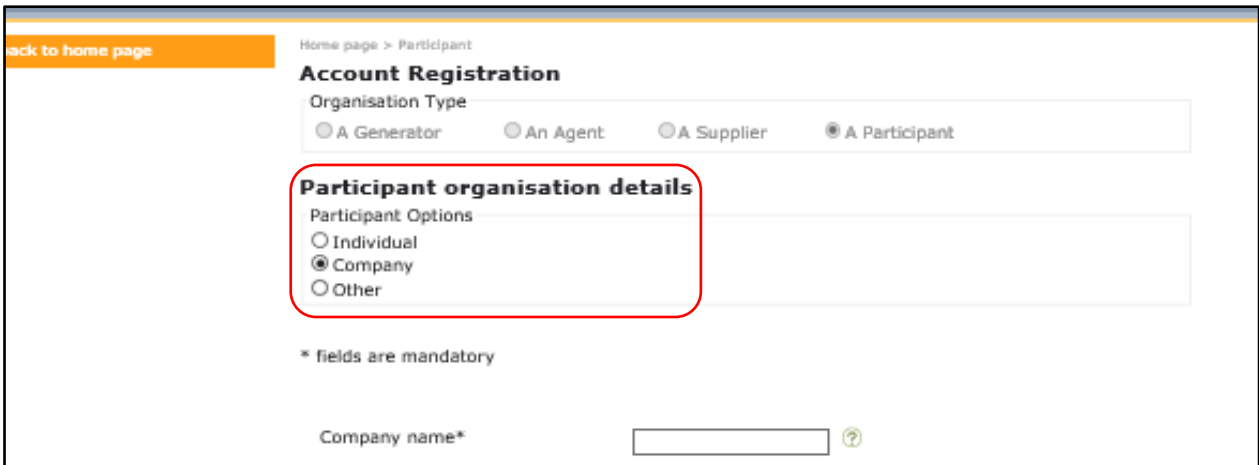 back to home page
Home page > Participant
Account Registration
Organisation Type
A Generator An Agent A Supplier A Participant
Participant organisation details
Participant Options
Individual
Company
Other
* fields are mandatory
Company name* ?